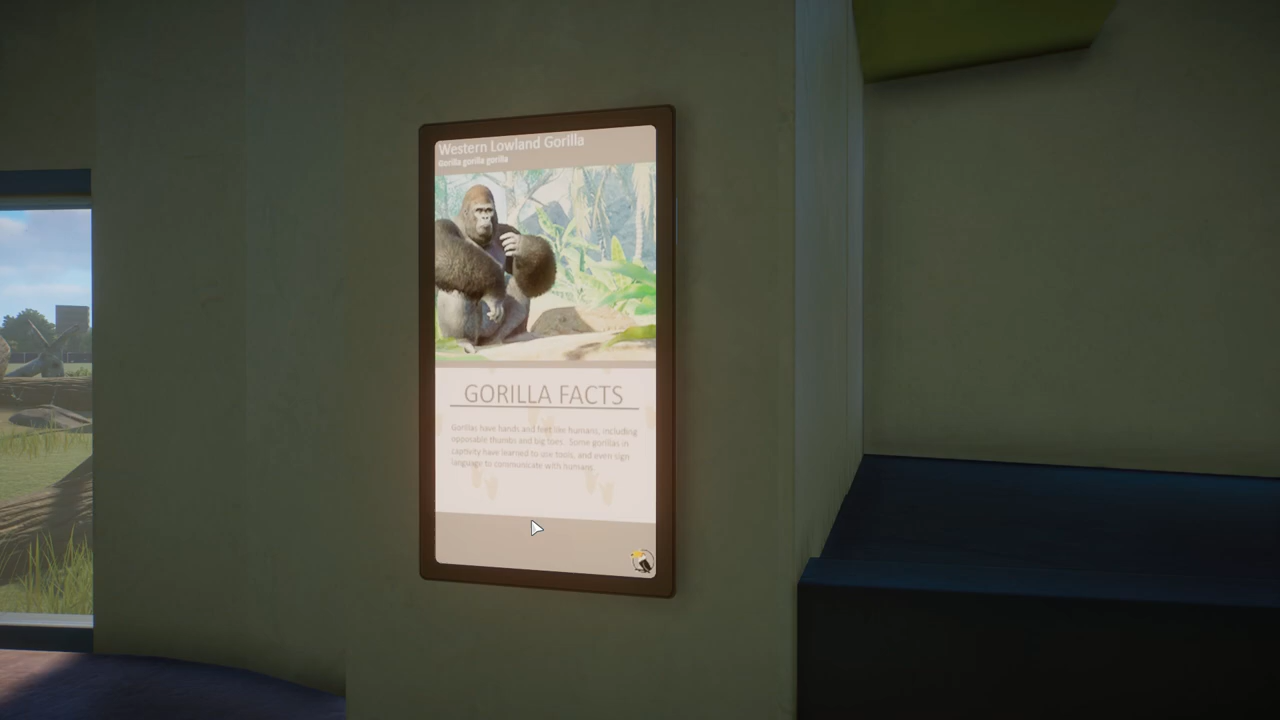 Western Lowland Gorilla
Gorilla gorilla gorilla
GORILLA FACTS
Gorillas have hands and feet like humans, including
opposable thumbs and big toes. Some gorillas in
captivity have learned to use tools, and even sign
language to communicate with humans.